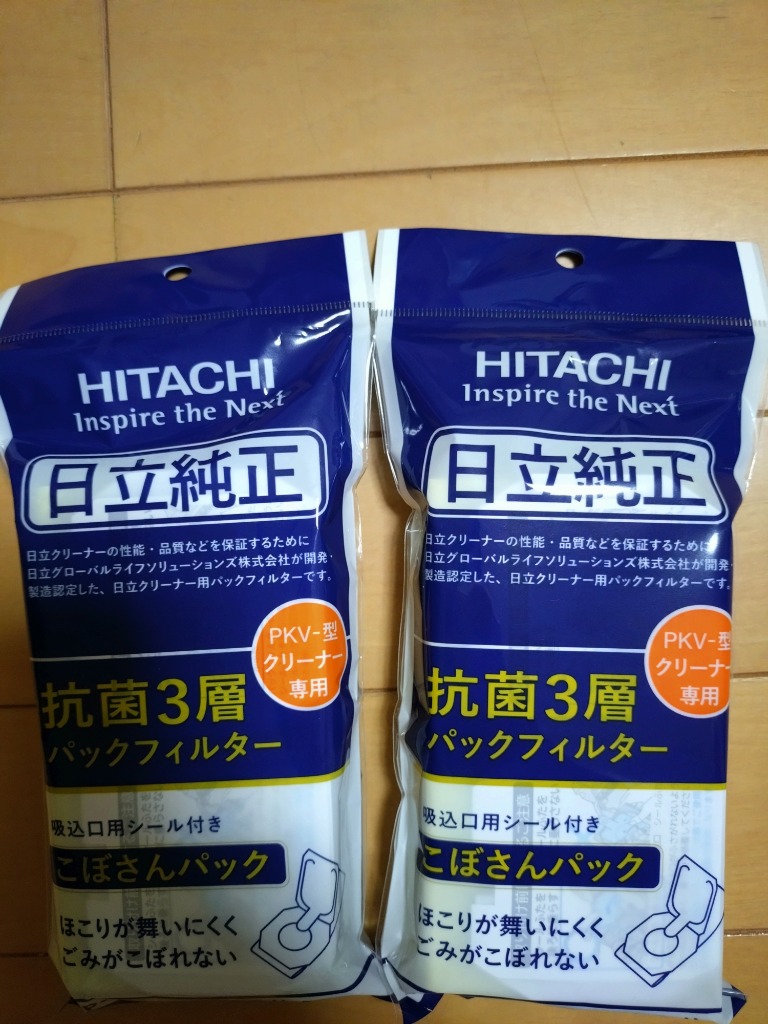 HITACHI
Inspire the Next
日立純正
日立クリーナーの性能・品質などを保証するために
日立グローバルライフソリューションズ株式会社が開発・
製造認定した、日立クリーナー用パックフィルターです。
PKV-型
クリーナー
専用
抗菌3層
パックフィルター
吸込口用シール付き
こぼさんパック
ほこりが舞いにくく
ごみがこぼれない
HITACHI
Inspire the Next
日立純正
日立クリーナーの性能・品質などを保証するために
日立グローバルライフソリューションズ株式会社が開発・
製造認定した、日立クリーナー用パックフィルターです。
PKV-型
クリーナー
専用
抗菌3層
パックフィルター
吸込口用シール付き
こぼさんパック
ほこりが舞いにくく
ごみがこぼれない